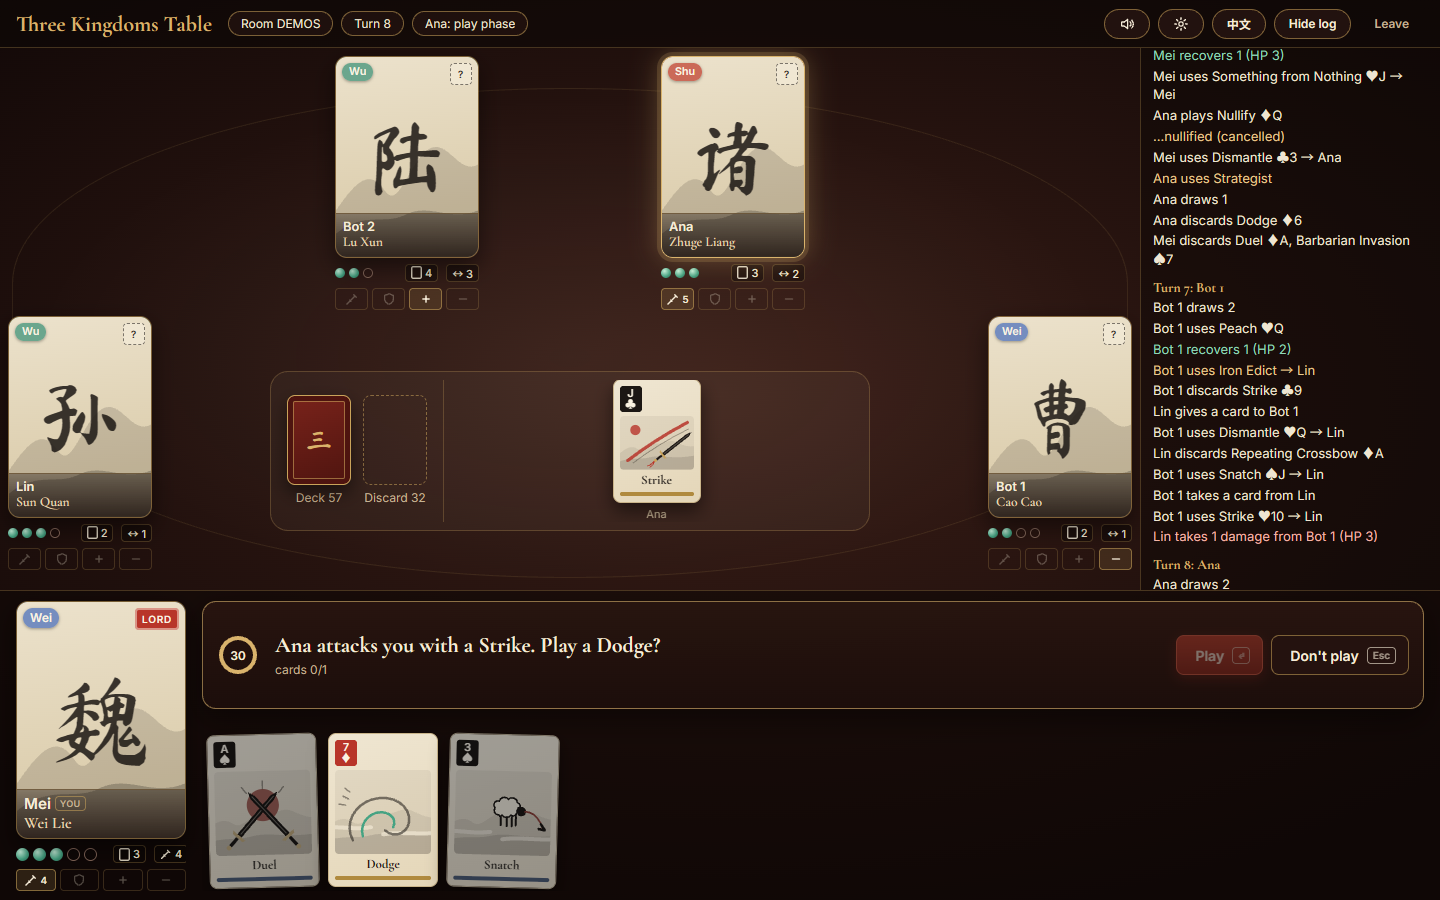 Three Kingdoms Table
Room DEMOS
Turn 8
Ana: play phase
中文
Hide log
Leave
Wu
?
陆
Bot 2
Lu Xun
4
↔ 3
+
−
Shu
?
诸
Ana
Zhuge Liang
3
↔ 2
5
+
−
Wu
?
孙
Lin
Sun Quan
2
↔ 1
+
−
Wei
?
曹
Bot 1
Cao Cao
2
↔ 1
+
−
三
Deck 57
Discard 32
J
♣
Strike
Ana
Mei recovers 1 (HP 3)
Mei uses Something from Nothing ♥J →
Mei
Ana plays Nullify ♦Q
…nullified (cancelled)
Mei uses Dismantle ♣3 → Ana
Ana uses Strategist
Ana draws 1
Ana discards Dodge ♦6
Mei discards Duel ♦A, Barbarian Invasion
♠7
Turn 7: Bot 1
Bot 1 draws 2
Bot 1 uses Peach ♥Q
Bot 1 recovers 1 (HP 2)
Bot 1 uses Iron Edict → Lin
Bot 1 discards Strike ♣9
Lin gives a card to Bot 1
Bot 1 uses Dismantle ♥Q → Lin
Lin discards Repeating Crossbow ♦A
Bot 1 uses Snatch ♠J → Lin
Bot 1 takes a card from Lin
Bot 1 uses Strike ♥10 → Lin
Lin takes 1 damage from Bot 1 (HP 3)
Turn 8: Ana
Ana draws 2
Wei
LORD
魏
Mei YOU
Wei Lie
3
4
4
+
−
30
Ana attacks you with a Strike. Play a Dodge?
cards 0/1
Play ⏎
Don't play Esc
A
♠
Duel
7
♦
Dodge
3
♠
Snatch